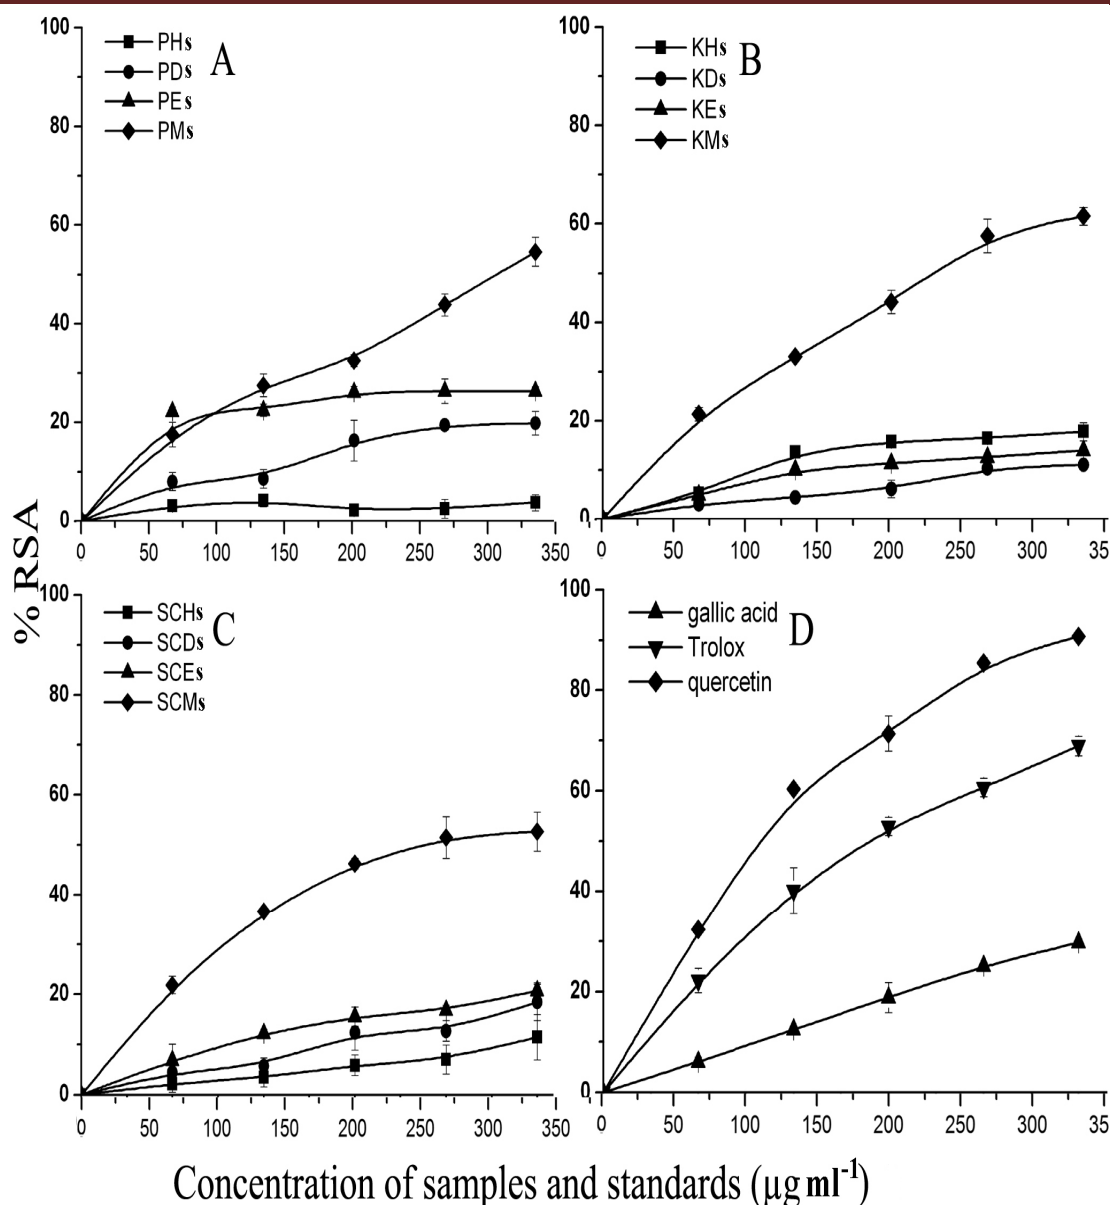 100
80
60
40
20
0
0 50 100 150 200 250 300 350
PHs
PDs
PEs
PMs
A
100
80
60
40
20
0
0 50 100 150 200 250 300 35
KHs
KDs
KEs
KMs
B
% RSA
100
80
60
40
20
0
0 50 100 150 200 250 300 350
SCHs
SCDs
SCEs
SCMs
C
100
80
60
40
20
0
0 50 100 150 200 250 300 35
gallic acid
Trolox
quercetin
D
Concentration of samples and standards (µg ml⁻¹)